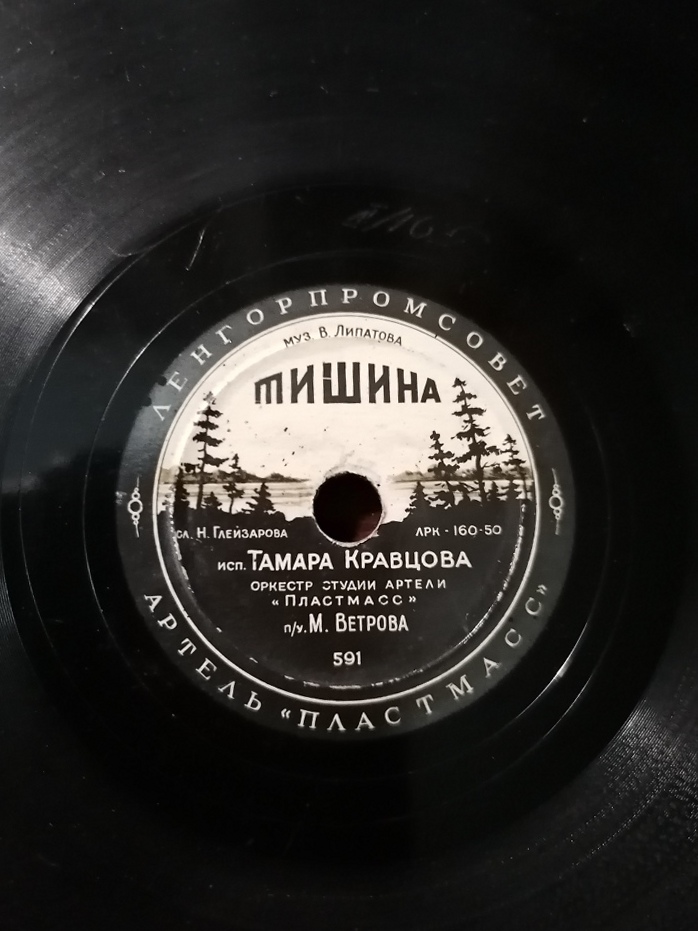 ЛЕНГОРПРОМСОВЕТ
МУЗ. В. ЛИПАТОВА
ТИШИНА
СЛ. Н. ГЛЕЙЗАРОВА
ЛРК - 160-50
ИСП. ТАМАРА КРАВЦОВА
ОРКЕСТР СТУДИИ АРТЕЛИ
«ПЛАСТМАСС»
П/У. М. ВЕТРОВА
591
АРТЕЛЬ «ПЛАСТМАСС»